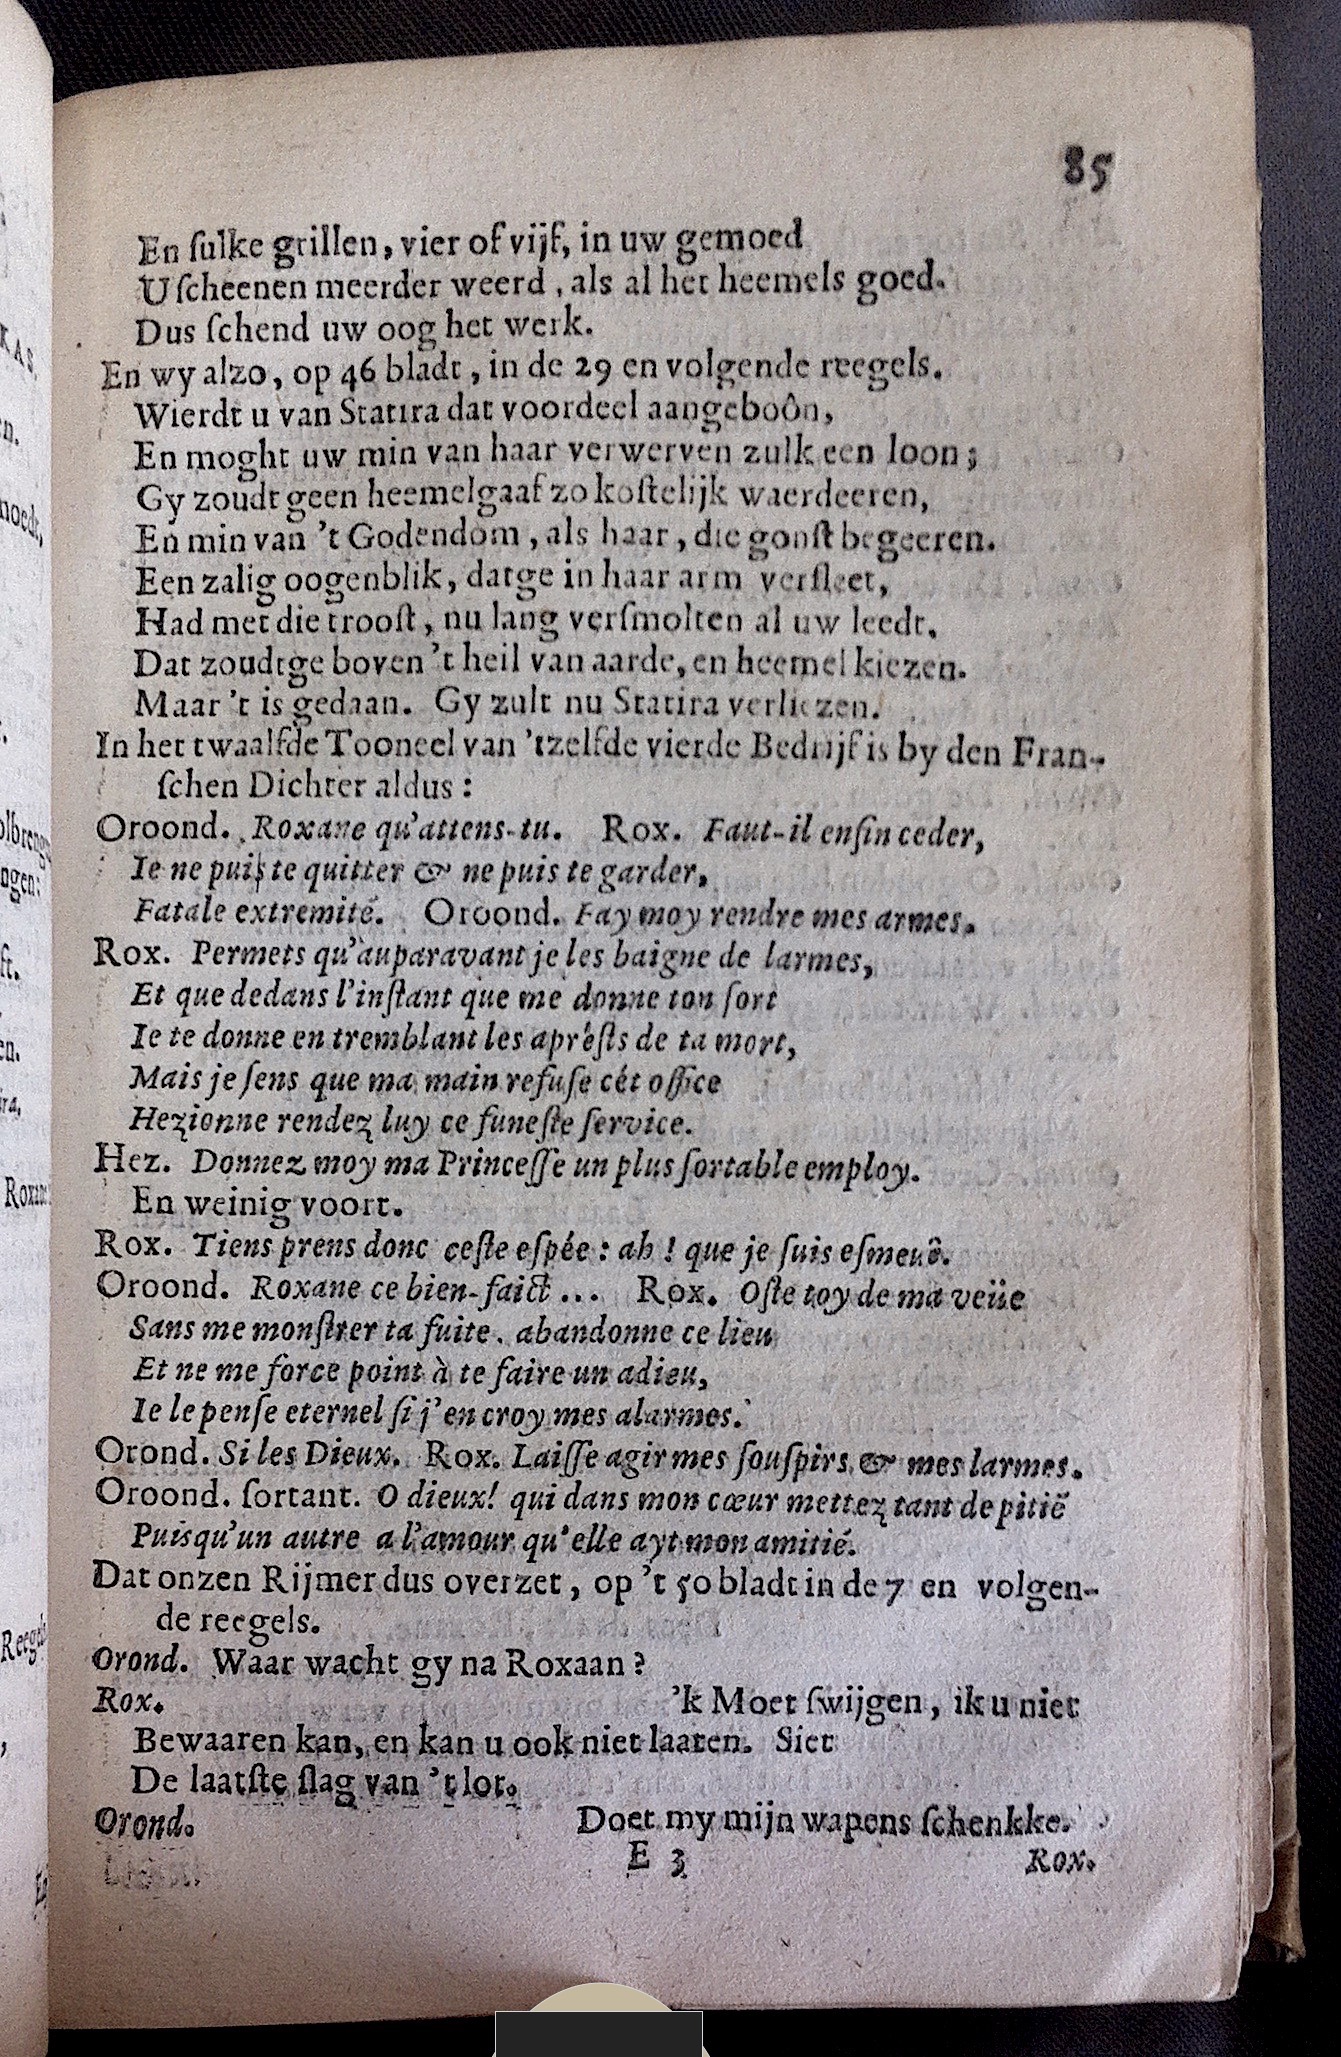 85
En ſulke grillen, vier of vijf, in uw gemoed
U ſcheenen meerder weerd, als al het heemels goed.
Dus ſchend uw oog het werk.
En wy alzo, op 46 bladt, in de 29 en volgende reegels.
Wierdt u van Statira dat voordeel aangeboôn,
En moght uw min van haar verwerven zulk een loon;
Gy zoudt geen heemelgaaf zo koſtelijk waerdeeren,
En min van 't Godendom, als haar, die gonſt begeeren.
Een zalig oogenblik, datge in haar arm verſleet,
Had met die trooſt, nu lang verſmolten al uw leedt.
Dat zoudtge boven 't heil van aarde, en heemel kiezen.
Maar 't is gedaan. Gy zult nu Statira verliezen.
In het twaalfde Tooneel van 'tzelfde vierde Bedrijf is by den Fran-
ſchen Dichter aldus:
Oroond. Roxane qu'attens-tu. Rox. Faut-il enfin ceder,
Ie ne puis te quitter & ne puis te garder,
Fatale extremité. Oroond. Fay moy rendre mes armes.
Rox. Permets qu'auparavant je les baigne de larmes,
Et que dedans l'inſtant que me donne ton ſort
Ie te donne en tremblant les apréſts de ta mort,
Mais je ſens que ma main refuſe cét office
Hezionne rendez luy ce funeſte ſervice.
Hez. Donnez moy ma Princeſſe un plus ſortable employ.
En weinig voort.
Rox. Tiens prens donc ceſte eſpée: ah! que je ſuis eſmeuë.
Oroond. Roxane ce bien-faict... Rox. Oſte toy de ma veüe
Sans me monſtrer ta fuite, abandonne ce lieu
Et ne me force point à te faire un adieu,
Ie le penſe eternel ſi j'en croy mes alarmes.
Orond. Si les Dieux. Rox. Laiſſe agir mes ſouſpirs & mes larmes.
Oroond. ſortant. O dieux! qui dans mon cœur mettez tant de pitié
Puisqu'un autre a l'amour qu'elle ayt mon amitié.
Dat onzen Rijmer dus overzet, op 't 50 bladt in de 7 en volgen-
de reegels.
Orond. Waar wacht gy na Roxaan?
Rox. 'k Moet ſwijgen, ik u niet
Bewaaren kan, en kan u ook niet laaten. Siet
De laatſte ſlag van 't lot.
Orond. Doet my mijn wapens ſchenkke.
E 3 Rox.